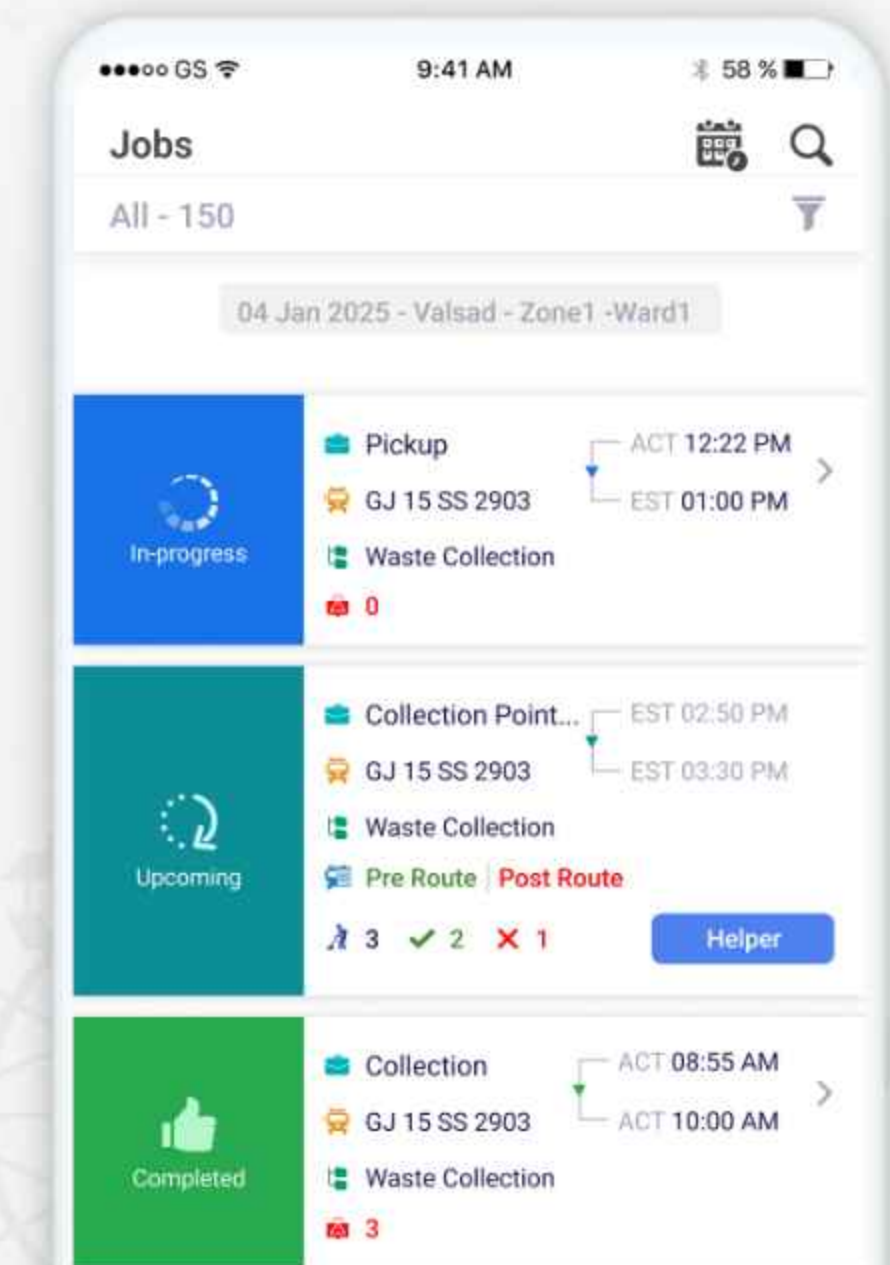 GS 9:41 AM 58 %
Jobs
All - 150
04 Jan 2025 - Valsad - Zone1 -Ward1
In-progress
Pickup
GJ 15 SS 2903
Waste Collection
0
ACT 12:22 PM
EST 01:00 PM
Upcoming
Collection Point...
GJ 15 SS 2903
Waste Collection
Pre Route Post Route
3 2 1
EST 02:50 PM
EST 03:30 PM
Helper
Completed
Collection
GJ 15 SS 2903
Waste Collection
3
ACT 08:55 AM
ACT 10:00 AM